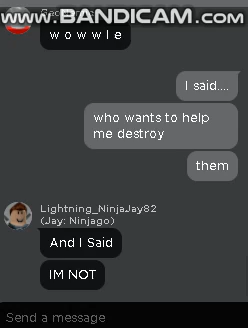 www.BANDICAM.com
w o w w l e
I said....
who wants to help
me destroy
them
Lightning_NinjaJay82
(Jay: Ninjago)
And I Said
IM NOT
Send a message